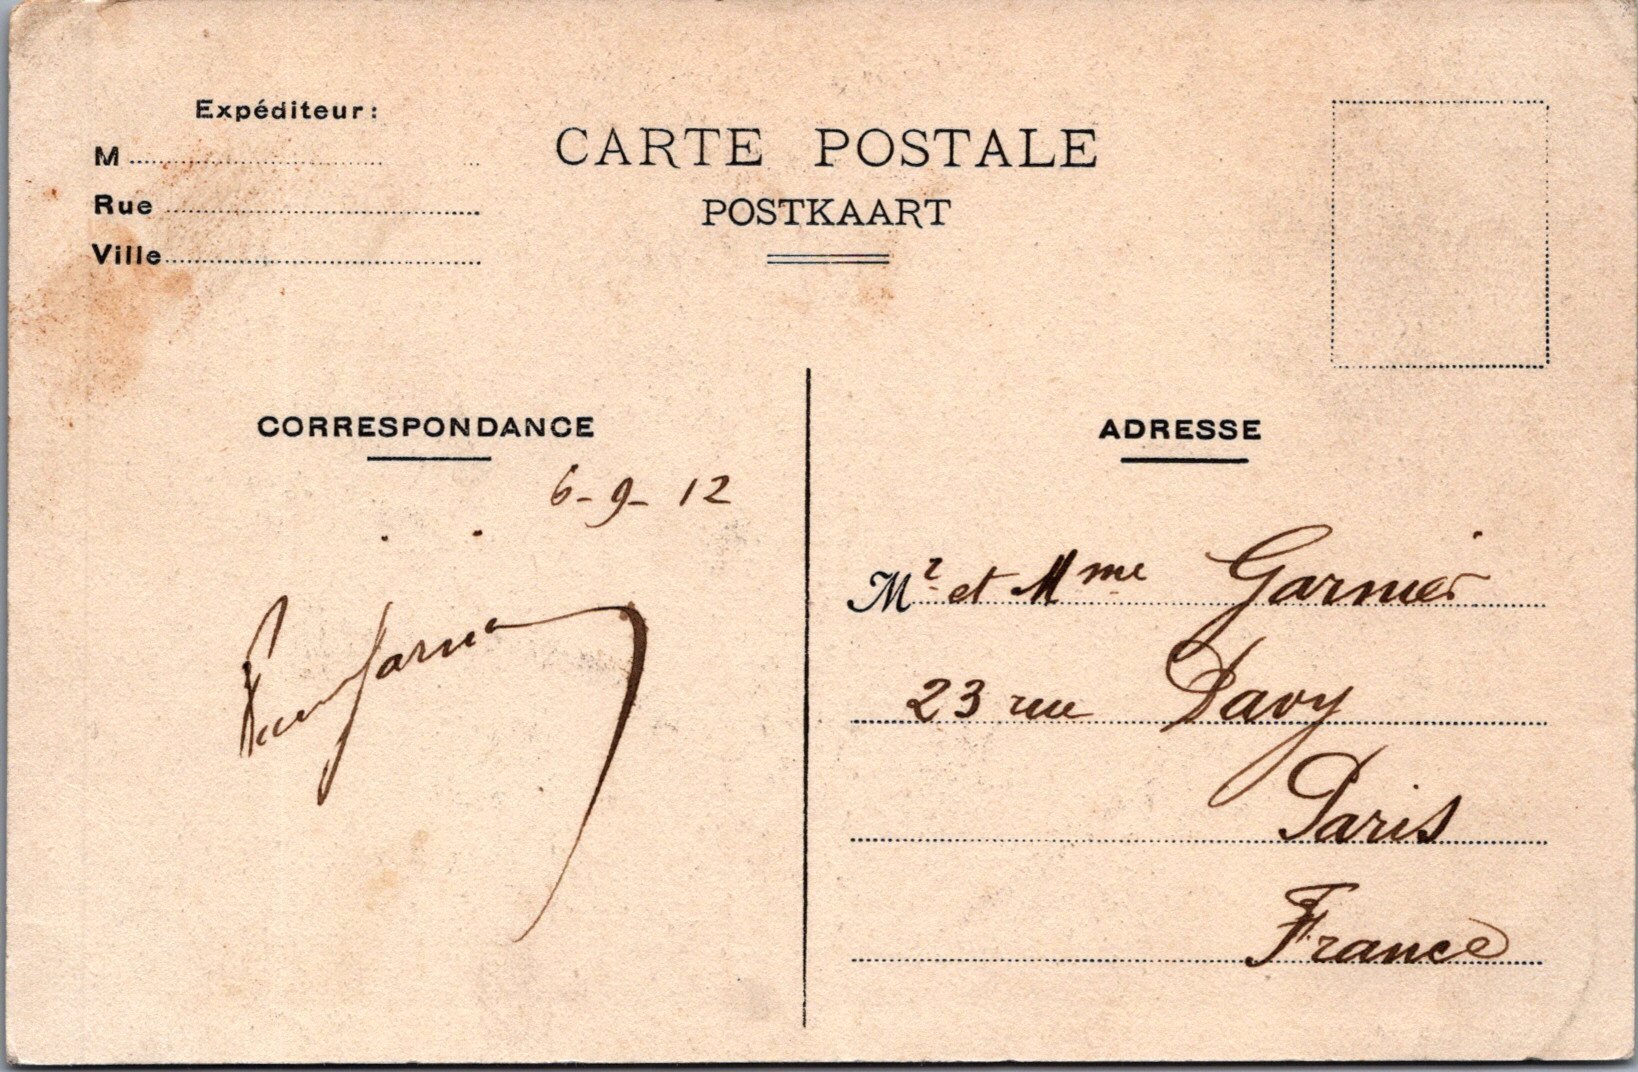 Expéditeur:
M
Rue
Ville
CARTE POSTALE
POSTKAART
CORRESPONDANCE
6-9-12
ADRESSE
Mr et Mme Garnier
23 rue Davy
Paris
France